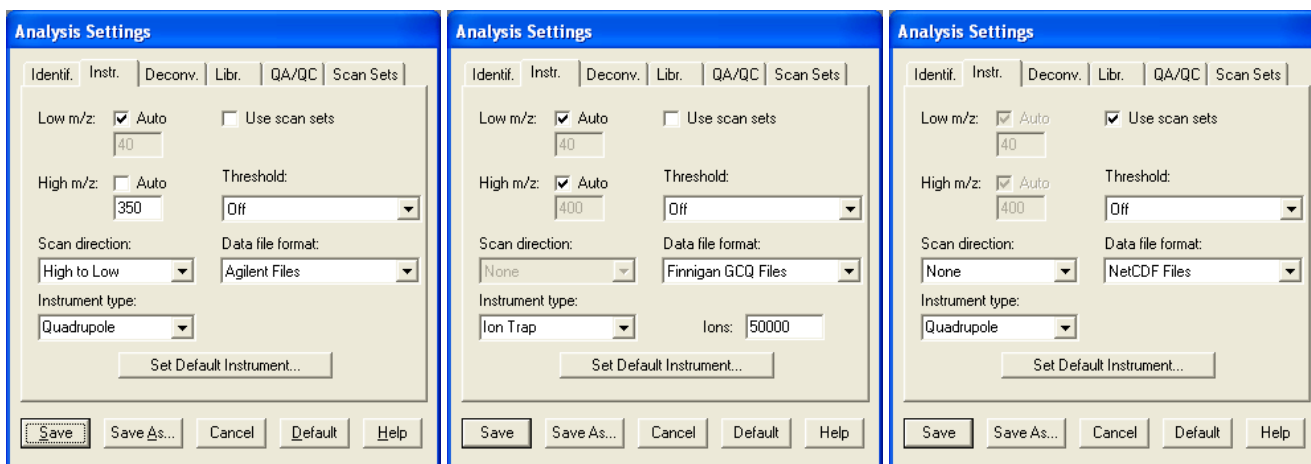 Analysis Settings
Identif. Instr. Deconv. Libr. QA/QC Scan Sets
Low m/z: Auto Use scan sets
40
High m/z: Auto Threshold:
350 Off
Scan direction: Data file format:
High to Low Agilent Files
Instrument type:
Quadrupole
Set Default Instrument...
Save Save As... Cancel Default Help
Analysis Settings
Identif. Instr. Deconv. Libr. QA/QC Scan Sets
Low m/z: Auto Use scan sets
40
High m/z: Auto Threshold:
400 Off
Scan direction: Data file format:
None Finnigan GCQ Files
Instrument type:
Ion Trap Ions: 50000
Set Default Instrument...
Save Save As... Cancel Default Help
Analysis Settings
Identif. Instr. Deconv. Libr. QA/QC Scan Sets
Low m/z: Auto Use scan sets
40
High m/z: Auto Threshold:
400 Off
Scan direction: Data file format:
None NetCDF Files
Instrument type:
Quadrupole
Set Default Instrument...
Save Save As... Cancel Default Help